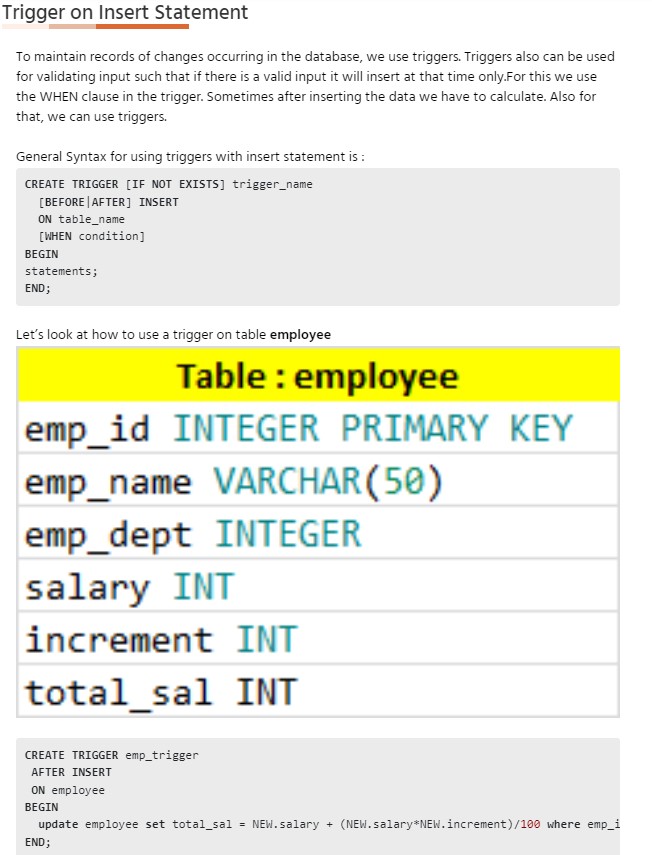 Trigger on Insert Statement
To maintain records of changes occurring in the database, we use triggers. Triggers also can be used
for validating input such that if there is a valid input it will insert at that time only.For this we use
the WHEN clause in the trigger. Sometimes after inserting the data we have to calculate. Also for
that, we can use triggers.
General Syntax for using triggers with insert statement is :
CREATE TRIGGER [IF NOT EXISTS] trigger_name
[BEFORE|AFTER] INSERT
ON table_name
[WHEN condition]
BEGIN
statements;
END;
Let's look at how to use a trigger on table employee
Table : employee
emp_id INTEGER PRIMARY KEY
emp_name VARCHAR(50)
emp_dept INTEGER
salary INT
increment INT
total_sal INT
CREATE TRIGGER emp_trigger
AFTER INSERT
ON employee
BEGIN
update employee set total_sal = NEW.salary + (NEW.salary*NEW.increment)/100 where emp_i
END;